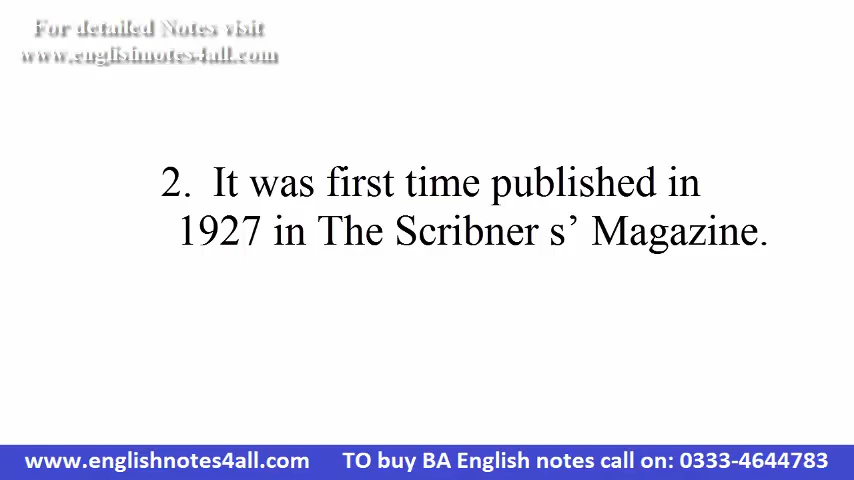 For detailed Notes visit
www.englisinotes4all.com
2. It was first time published in
1927 in The Scribner s’ Magazine.
www.englishnotes4all.com TO buy BA English notes call on: 0333-4644783